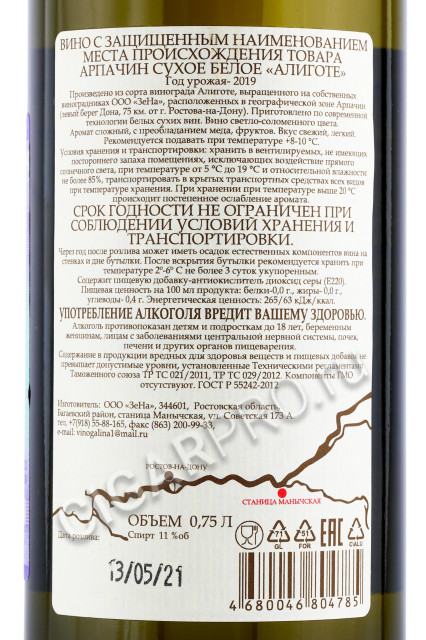 ВИНО С ЗАЩИЩЕННЫМ НАИМЕНОВАНИЕМ
МЕСТА ПРОИСХОЖДЕНИЯ ТОВАРА
АРПАЧИН СУХОЕ БЕЛОЕ «АЛИГОТЕ»
Год урожая- 2019
Произведено из сорта винограда Алиготе, выращенного на собственных
виноградниках ООО «ЗеНа», расположенных в географической зоне Арпачин
(левый берег Дона, 75 км. от г. Ростова-на-Дону). Приготовлено по современной
технологии белых сухих вин. Вино светло-соломенного цвета.
Аромат сложный, с преобладанием меда, фруктов. Вкус свежий, легкий.
Рекомендуется подавать при температуре +8-10 °С.
Условия хранения и транспортировки: хранить в вентилируемых, не имеющих
постороннего запаха помещениях, исключающих воздействие прямого
солнечного света, при температуре от 5 °С до 19 °С и относительной влажности
не более 85%, транспортировать в крытых транспортных средствах всех видов
при температуре хранения. При хранении при температуре выше 20 °С
происходит постепенное ослабление аромата.
СРОК ГОДНОСТИ НЕ ОГРАНИЧЕН ПРИ
СОБЛЮДЕНИИ УСЛОВИЙ ХРАНЕНИЯ И
ТРАНСПОРТИРОВКИ.
Через год после розлива может иметь осадок естественных компонентов вина на
стенках и дне бутылки. После вскрытия бутылки рекомендуется хранить при
температуре 2°-6° С не более 3 суток укупоренным.
Содержит пищевую добавку-антиокислитель диоксид серы (Е220).
Пищевая ценность на 100 мл продукта: белки-0,0 г., жиры- 0,0 г.,
углеводы- 0,4 г. Энергетическая ценность: 265/63 кДж/ккал.
УПОТРЕБЛЕНИЕ АЛКОГОЛЯ ВРЕДИТ ВАШЕМУ ЗДОРОВЬЮ.
Алкоголь противопоказан детям и подросткам до 18 лет, беременным
женщинам, лицам с заболеваниями центральной нервной системы, почек,
печени и других органов пищеварения.
Содержание в продукции вредных для здоровья веществ и пищевых добавок не
превышает допустимые уровни, установленные Техническими регламентами
Таможенного союза ТР ТС 021/2011, ТР ТС 029/2012. Компоненты ГМО
отсутствуют. ГОСТ Р 55242-2012
Изготовитель: ООО «ЗеНа», 344601, Ростовская область,
Багаевский район, станица Манычская, ул. Советская 173 А.
тел. +7(918) 55-88-165, факс (863) 200-99-33,
e-mail: vinogalina1@mail.ru
CIGARPRO.RU
РОСТОВ-НА-ДОНУ
СТАНИЦА МАНЫЧСКАЯ
ОБЪЕМ 0,75 Л
Спирт 11 %об
Дата розлива:
13/05/21
71
GL
51
FOR
EAC
4 680046 804785